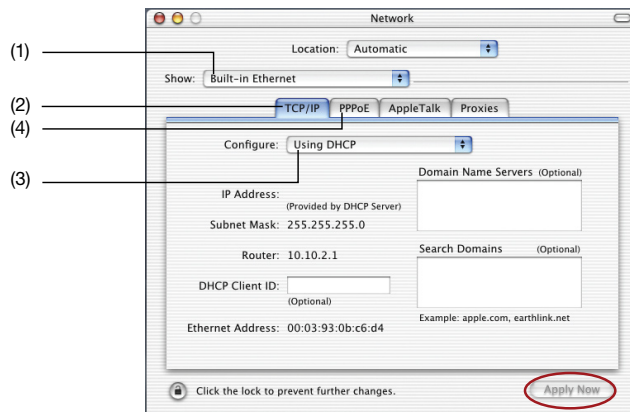 Network
Location: Automatic
(1)
Show: Built-in Ethernet
(2)
TCP/IP PPPoE AppleTalk Proxies
(4)
Configure: Using DHCP
(3)
Domain Name Servers (Optional)
IP Address:
(Provided by DHCP Server)
Subnet Mask: 255.255.255.0
Router: 10.10.2.1
Search Domains (Optional)
DHCP Client ID:
(Optional)
Example: apple.com, earthlink.net
Ethernet Address: 00:03:93:0b:c6:d4
Click the lock to prevent further changes.
Apply Now